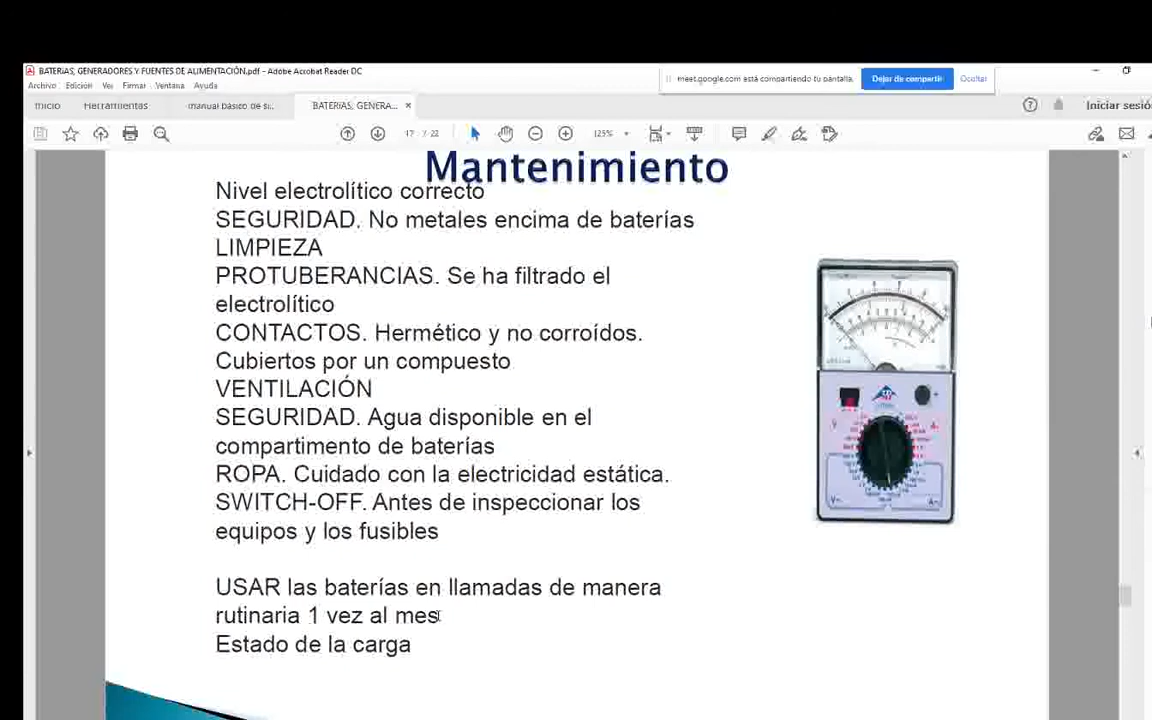 BATERIAS, GENERADORES Y FUENTES DE ALIMENTACIÓN.pdf - Adobe Acrobat Reader DC
Archivo Edición Ver Firmar Ventana Ayuda
meet.google.com está compartiendo tu pantalla. Dejar de compartir Ocultar
Inicio Herramientas manual basico de si... BATERIAS, GENERA... × Iniciar sesió
17 / 22 125%
Mantenimiento
Nivel electrolítico correcto
SEGURIDAD. No metales encima de baterías
LIMPIEZA
PROTUBERANCIAS. Se ha filtrado el
electrolítico
CONTACTOS. Hermético y no corroídos.
Cubiertos por un compuesto
VENTILACIÓN
SEGURIDAD. Agua disponible en el
compartimento de baterías
ROPA. Cuidado con la electricidad estática.
SWITCH-OFF. Antes de inspeccionar los
equipos y los fusibles
USAR las baterías en llamadas de manera
rutinaria 1 vez al mes
Estado de la carga